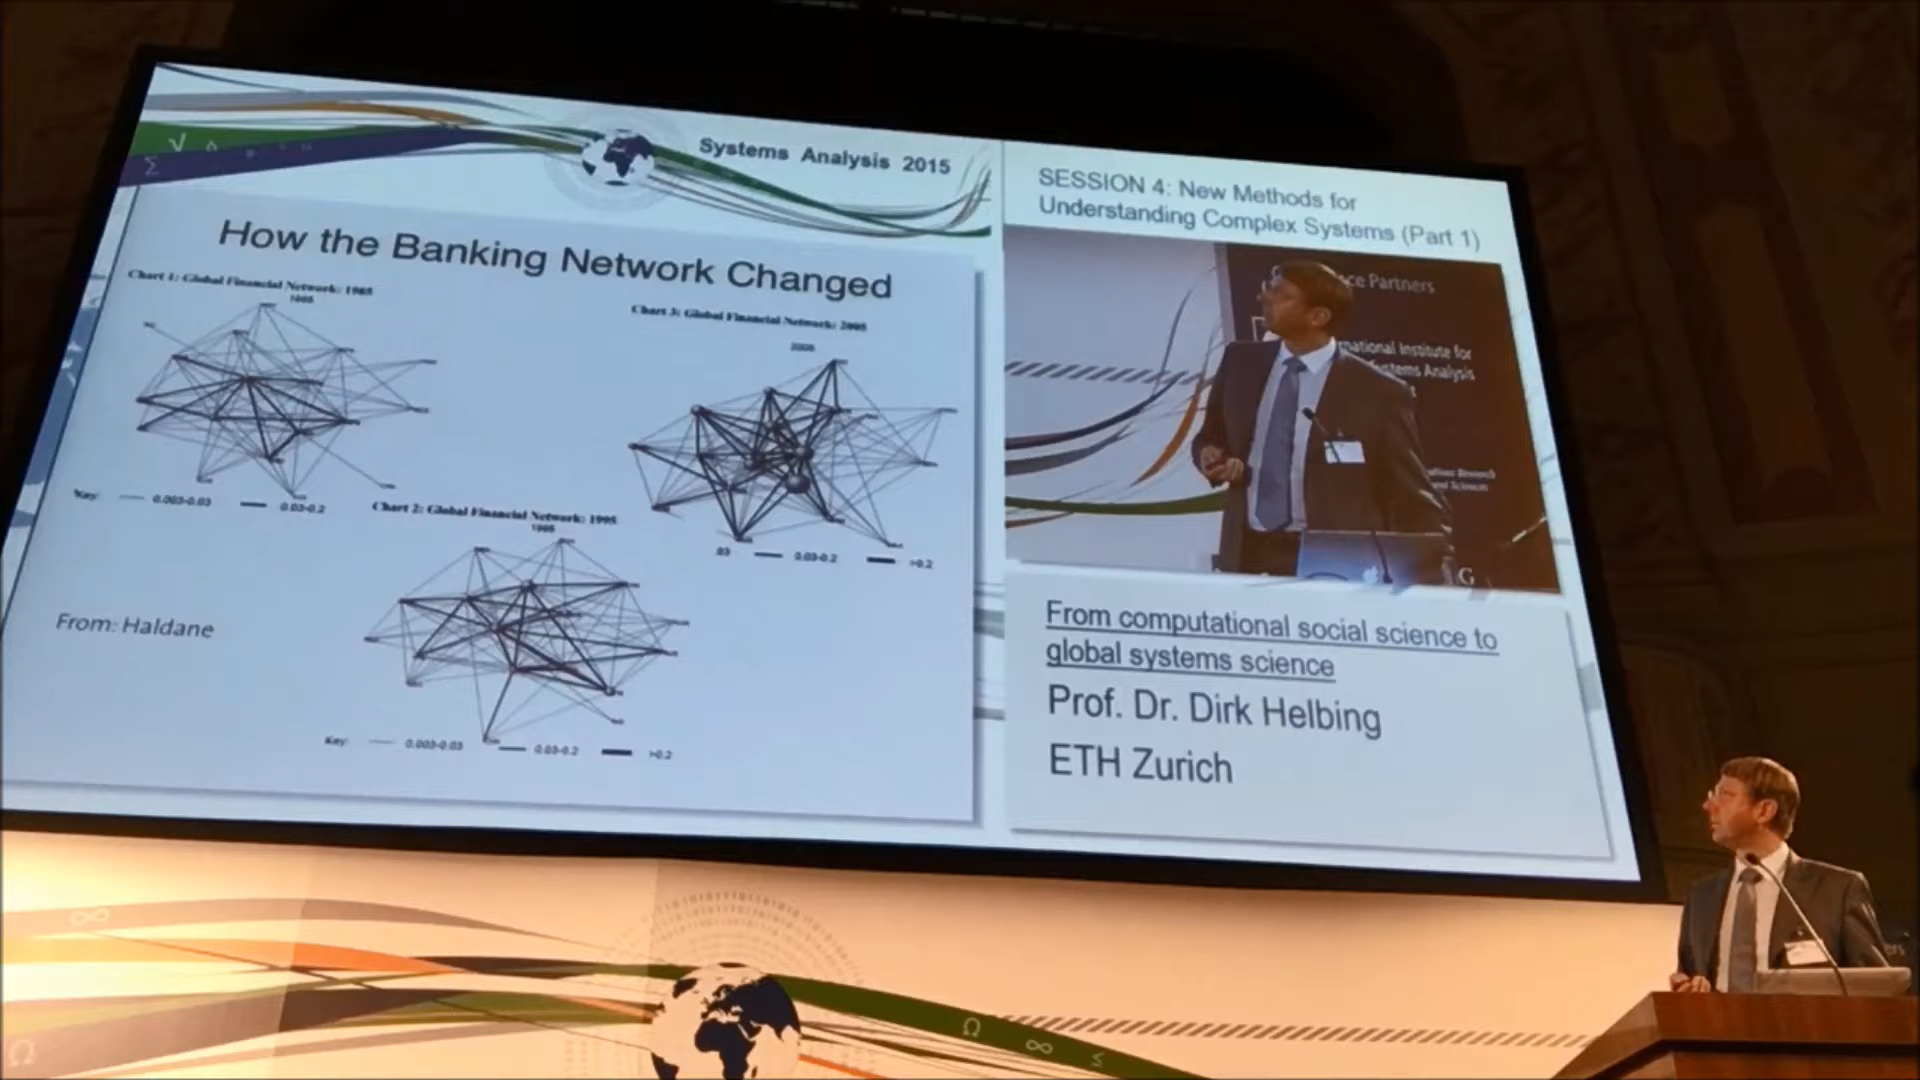 Systems Analysis 2015
How the Banking Network Changed
Chart 1: Global Financial Network: 1985
1985
Key: 0.003-0.03 0.03-0.2
Chart 3: Global Financial Network: 2005
2005
.03 0.03-0.2 >0.2
Chart 2: Global Financial Network: 1995
1995
Key: 0.003-0.03 0.03-0.2 >0.2
From: Haldane
SESSION 4: New Methods for
Understanding Complex Systems (Part 1)
ce Partners
national Institute for
stems Analysis
G
From computational social science to
global systems science
Prof. Dr. Dirk Helbing
ETH Zurich